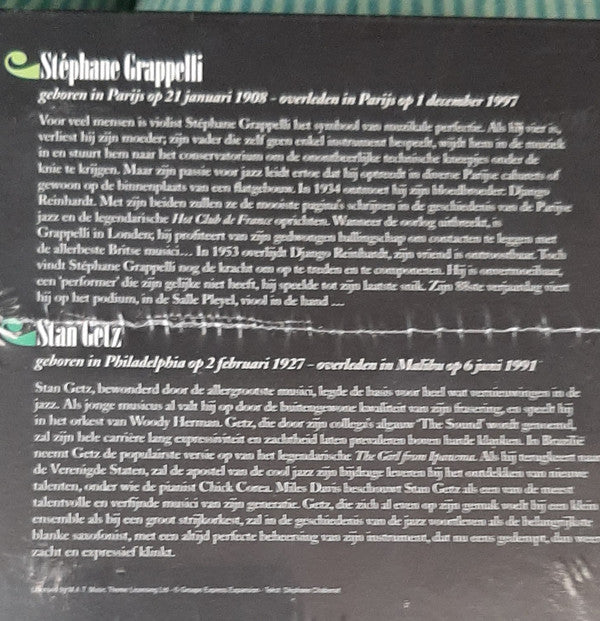 Stéphane Grappelli
geboren in Parijs op 21 januari 1908 - overleden in Parijs op 1 december 1997
Voor veel mensen is violist Stéphane Grappelli het symbool van muzikale perfectie. Als hij vier is,
verliest hij zijn moeder; zijn vader die zelf geen enkel instrument bespeelt, wijdt hem in de muziek
in en stuurt hem naar het conservatorium om de onontbeerlijke technische kneepjes onder de
knie te krijgen. Maar zijn passie voor jazz leidt ertoe dat hij optreedt in diverse Parijse cabarets of
gewoon op de binnenplaats van een flatgebouw. In 1934 ontmoet hij zijn bloedbroeder: Django
Reinhardt. Met zijn beiden zullen ze de mooiste pagina's schrijven in de geschiedenis van de Parijse
jazz en de legendarische Hot Club de France oprichten. Wanneer de oorlog uitbreekt, is
Grappelli in Londen; hij profiteert van zijn gedwongen ballingschap om contacten te leggen met
de allerbeste Britse musici... In 1953 overlijdt Django Reinhardt, zijn vriend is ontroostbaar. Toch
vindt Stéphane Grappelli nog de kracht om op te treden en te componeren. Hij is onvermoeibaar,
een 'performer' die zijn gelijke niet heeft, hij speelde tot zijn laatste snik. Zijn 88ste verjaardag viert
hij op het podium, in de Salle Pleyel, viool in de hand ...
Stan Getz
geboren in Philadelphia op 2 februari 1927 - overleden in Malibu op 6 juni 1991
Stan Getz, bewonderd door de allergrootste musici, legde de basis voor heel wat vernieuwingen in de
jazz. Als jonge musicus al valt hij op door de buitengewone kwaliteit van zijn frasering, en speelt hij
in het orkest van Woody Herman. Getz, die door zijn collega's algauw 'The Sound' wordt genoemd,
zal zijn hele carrière lang expressiviteit en zachtheid laten prevaleren boven harde klanken. In Brazilië
neemt Getz de populairste versie op van het legendarische The Girl from Ipanema. Als hij terugkeert naar
de Verenigde Staten, zal de apostel van de cool jazz zijn bijdrage leveren bij het ontdekken van nieuwe
talenten, onder wie de pianist Chick Corea. Miles Davis beschouwt Stan Getz als een van de meest
talentvolle en verfijnde musici van zijn generatie. Getz, die zich al even op zijn gemak voelt bij een klein
ensemble als bij een groot strijkorkest, zal in de geschiedenis van de jazz voortleven als de belangrijkste
blanke saxofonist, met een altijd perfecte beheersing van zijn instrument, dat nu eens gedempt, dan weer
zacht en expressief klinkt.
Licensed by M.A.T. Music Theme Licensing Ltd - © Groupe Express Expansion - Tekst: Stéphane